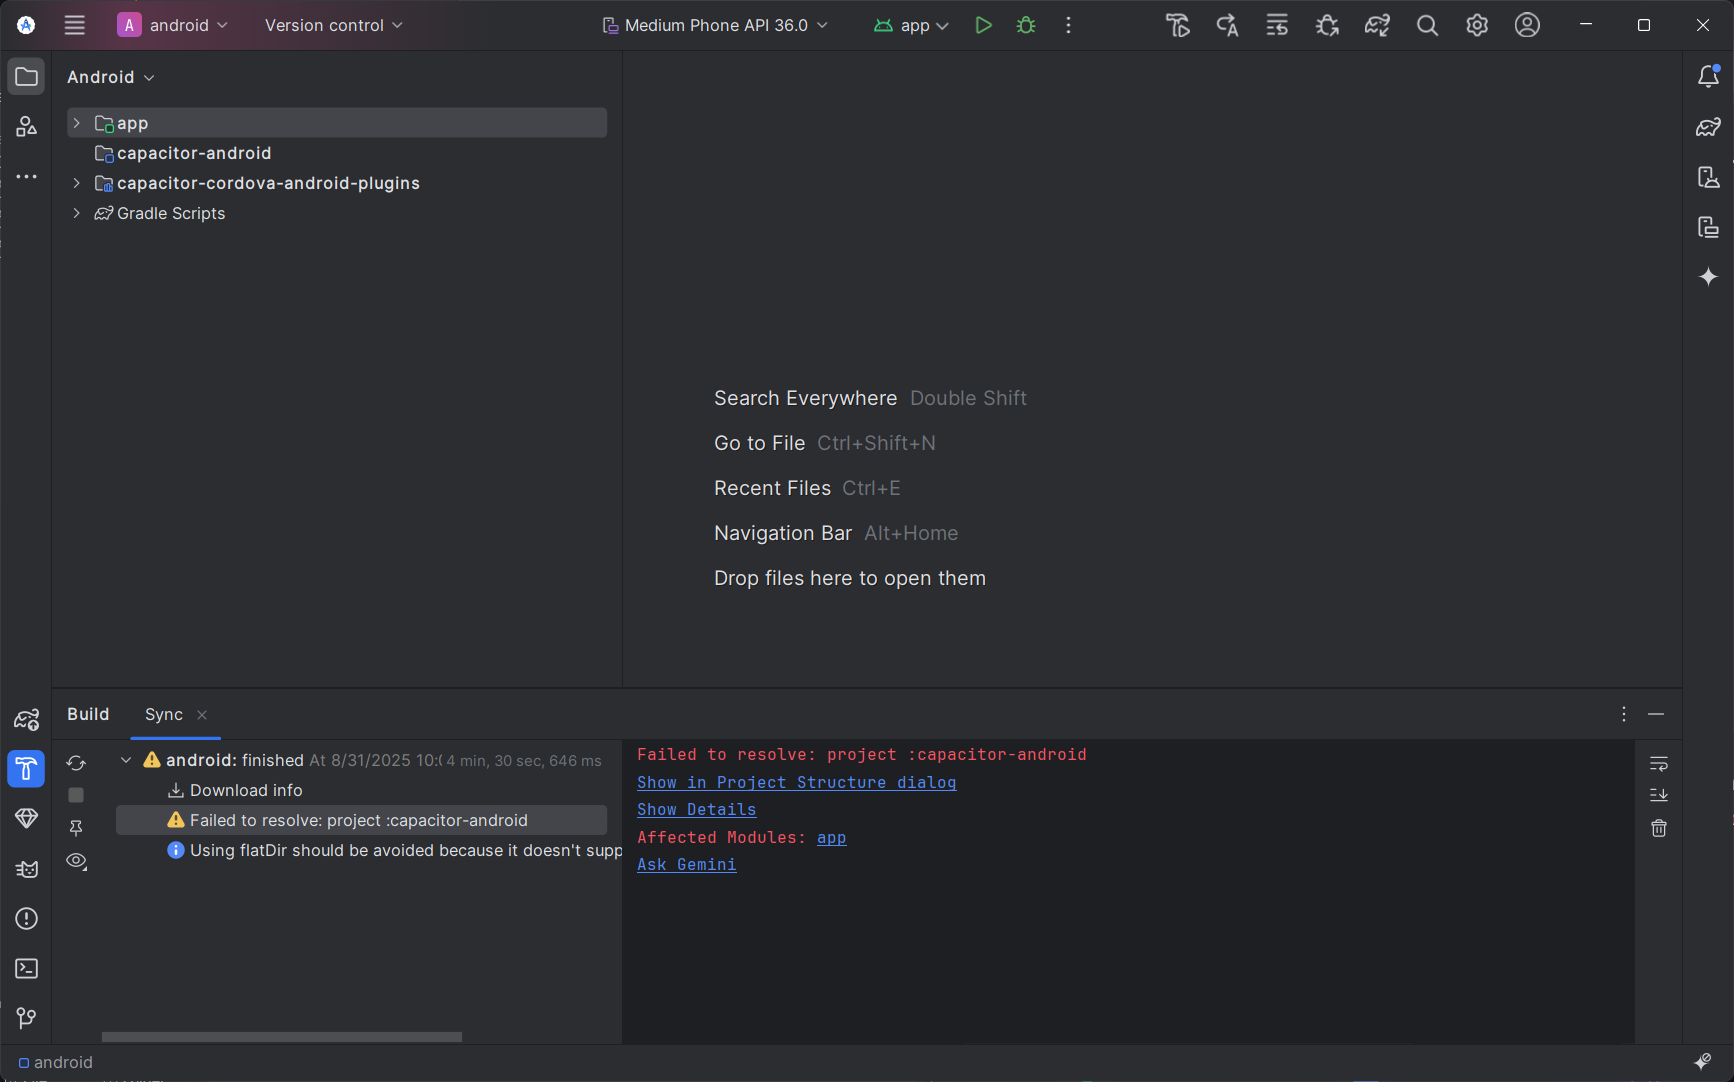 A android Version control Medium Phone API 36.0 app
Android
app
capacitor-android
capacitor-cordova-android-plugins
Gradle Scripts
Search Everywhere Double Shift
Go to File Ctrl+Shift+N
Recent Files Ctrl+E
Navigation Bar Alt+Home
Drop files here to open them
Build Sync
android: finished At 8/31/2025 10:0 4 min, 30 sec, 646 ms
Download info
Failed to resolve: project :capacitor-android
Using flatDir should be avoided because it doesn't supp
Failed to resolve: project :capacitor-android
Show in Project Structure dialog
Show Details
Affected Modules: app
Ask Gemini
android